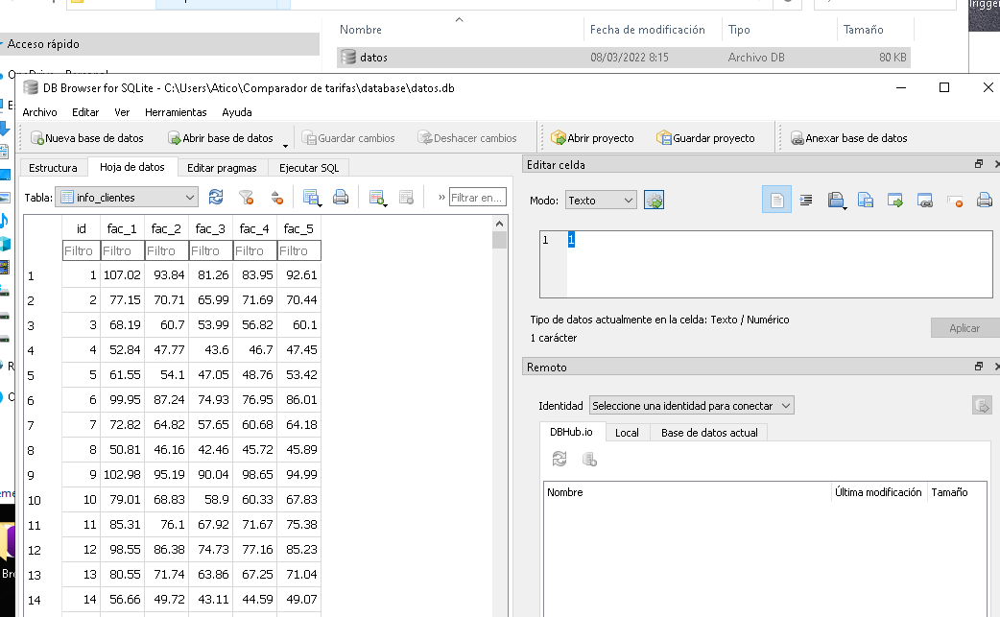 Nombre Fecha de modificación Tipo Tamaño
Acceso rápido
datos 08/03/2022 8:15 Archivo DB 80 KB
DB Browser for SQLite - C:\Users\Atico\Comparador de tarifas\database\datos.db
Archivo Editar Ver Herramientas Ayuda
Nueva base de datos Abrir base de datos Guardar cambios Deshacer cambios Abrir proyecto Guardar proyecto Anexar base de datos
Estructura Hoja de datos Editar pragmas Ejecutar SQL
Tabla: info_clientes » Filtrar en...
id fac_1 fac_2 fac_3 fac_4 fac_5
Filtro Filtro Filtro Filtro Filtro Filtro
1 1 107.02 93.84 81.26 83.95 92.61
2 2 77.15 70.71 65.99 71.69 70.44
3 3 68.19 60.7 53.99 56.82 60.1
4 4 52.84 47.77 43.6 46.7 47.45
5 5 61.55 54.1 47.05 48.76 53.42
6 6 99.95 87.24 74.93 76.95 86.01
7 7 72.82 64.82 57.65 60.68 64.18
8 8 50.81 46.16 42.46 45.72 45.89
9 9 102.98 95.19 90.04 98.65 94.99
10 10 79.01 68.83 58.9 60.33 67.83
11 11 85.31 76.1 67.92 71.67 75.38
12 12 98.55 86.38 74.73 77.16 85.23
13 13 80.55 71.74 63.86 67.25 71.04
14 14 56.66 49.72 43.11 44.59 49.07
Editar celda
Modo: Texto
1 1
Tipo de datos actualmente en la celda: Texto / Numérico
1 carácter
Aplicar
Remoto
Identidad Seleccione una identidad para conectar
DBHub.io Local Base de datos actual
Nombre Última modificación Tamaño